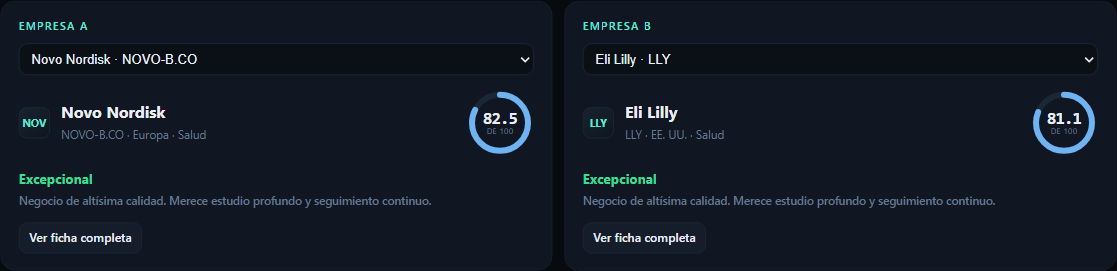 EMPRESA A
Novo Nordisk · NOVO-B.CO
NOV
Novo Nordisk
NOVO-B.CO · Europa · Salud
82.5
DE 100
Excepcional
Negocio de altísima calidad. Merece estudio profundo y seguimiento continuo.
Ver ficha completa
EMPRESA B
Eli Lilly · LLY
LLY
Eli Lilly
LLY · EE. UU. · Salud
81.1
DE 100
Excepcional
Negocio de altísima calidad. Merece estudio profundo y seguimiento continuo.
Ver ficha completa